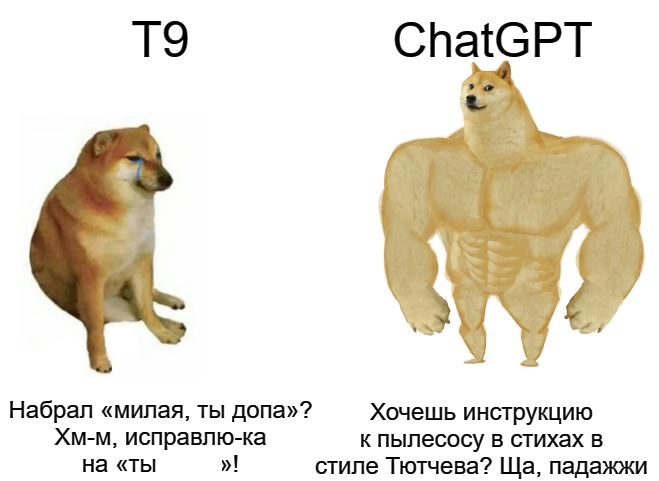 T9
ChatGPT
Набрал «милая, ты допа»?
Хм-м, исправлю-ка
на «ты »!
Хочешь инструкцию
к пылесосу в стихах в
стиле Тютчева? Ща, падажжи